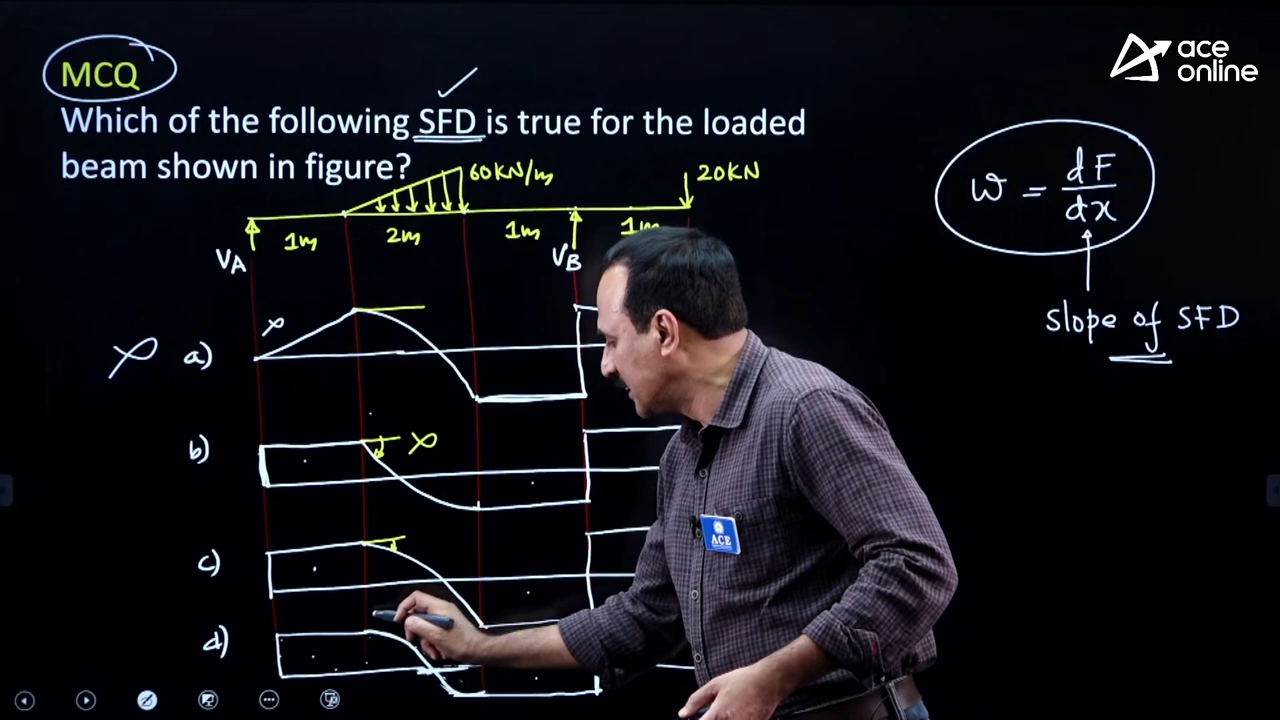 ace
online
MCQ
Which of the following SFD is true for the loaded
beam shown in figure?
60KN/m
20KN
1m
2m
1m
1m
VA
VB
w = dF
dx
slope of SFD
a)
b)
c)
d)
ACE